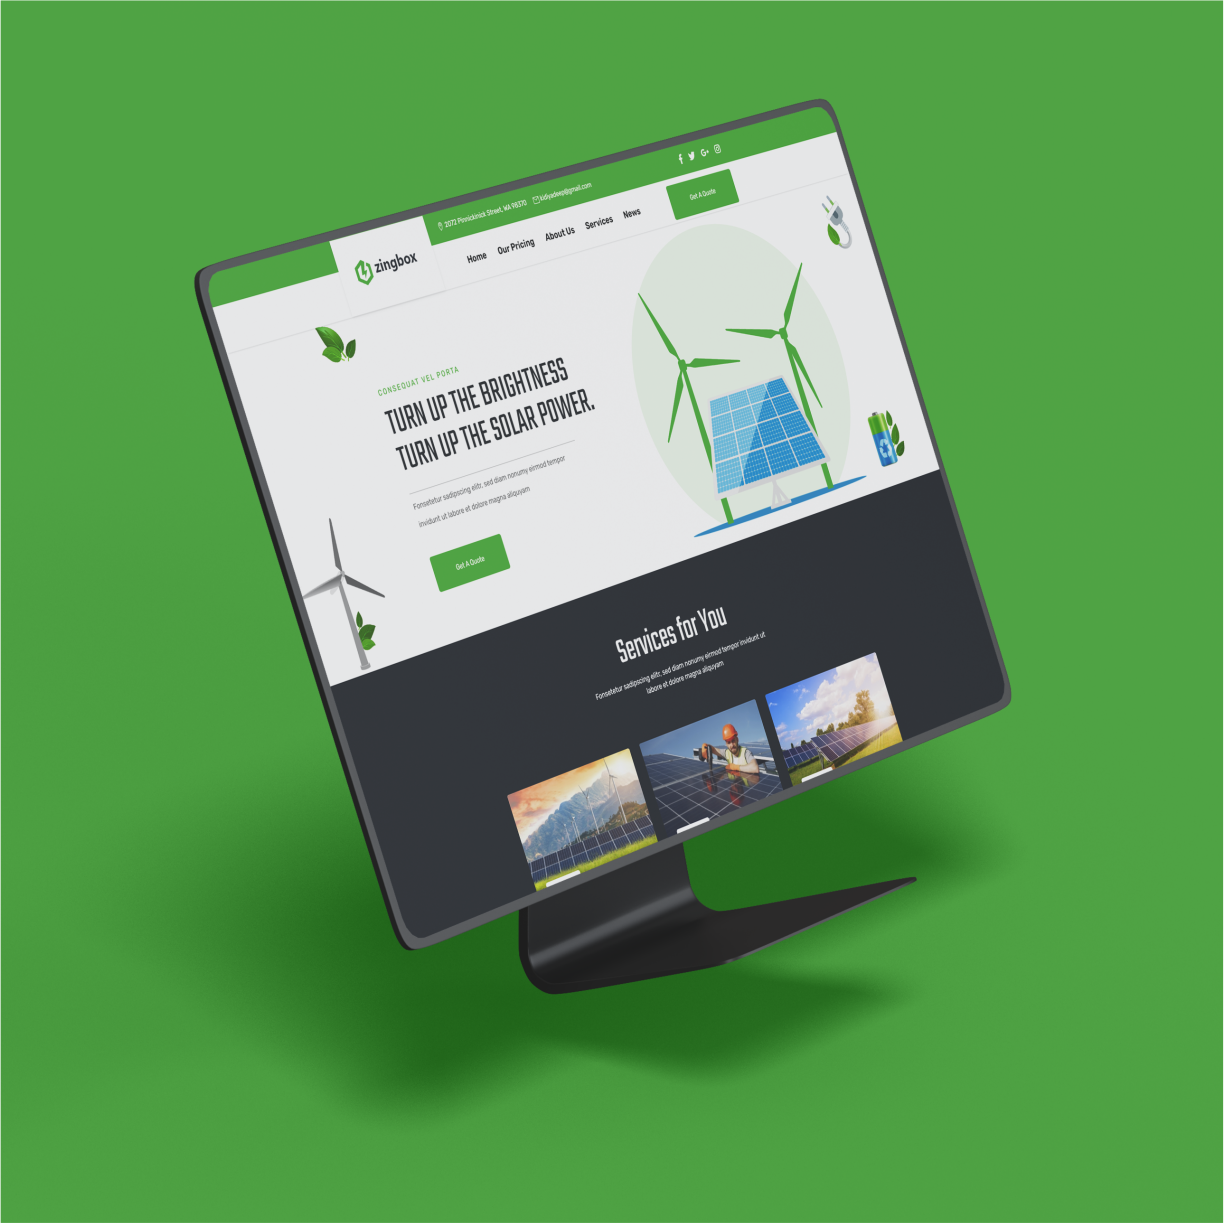 2072 Pinnickinick Street, WA 98370
kidiyadeep@gmail.com
Get A Quote
zingbox
Home
Our Pricing
About Us
Services
News
CONSEQUAT VEL PORTA
TURN UP THE BRIGHTNESS
TURN UP THE SOLAR POWER.
Fonsetetur sadipscing elitr, sed diam nonumy eirmod tempor
invidunt ut labore et dolore magna aliquyam
Get A Quote
Services for You
Fonsetetur sadipscing elitr, sed diam nonumy eirmod tempor invidunt ut
labore et dolore magna aliquyam